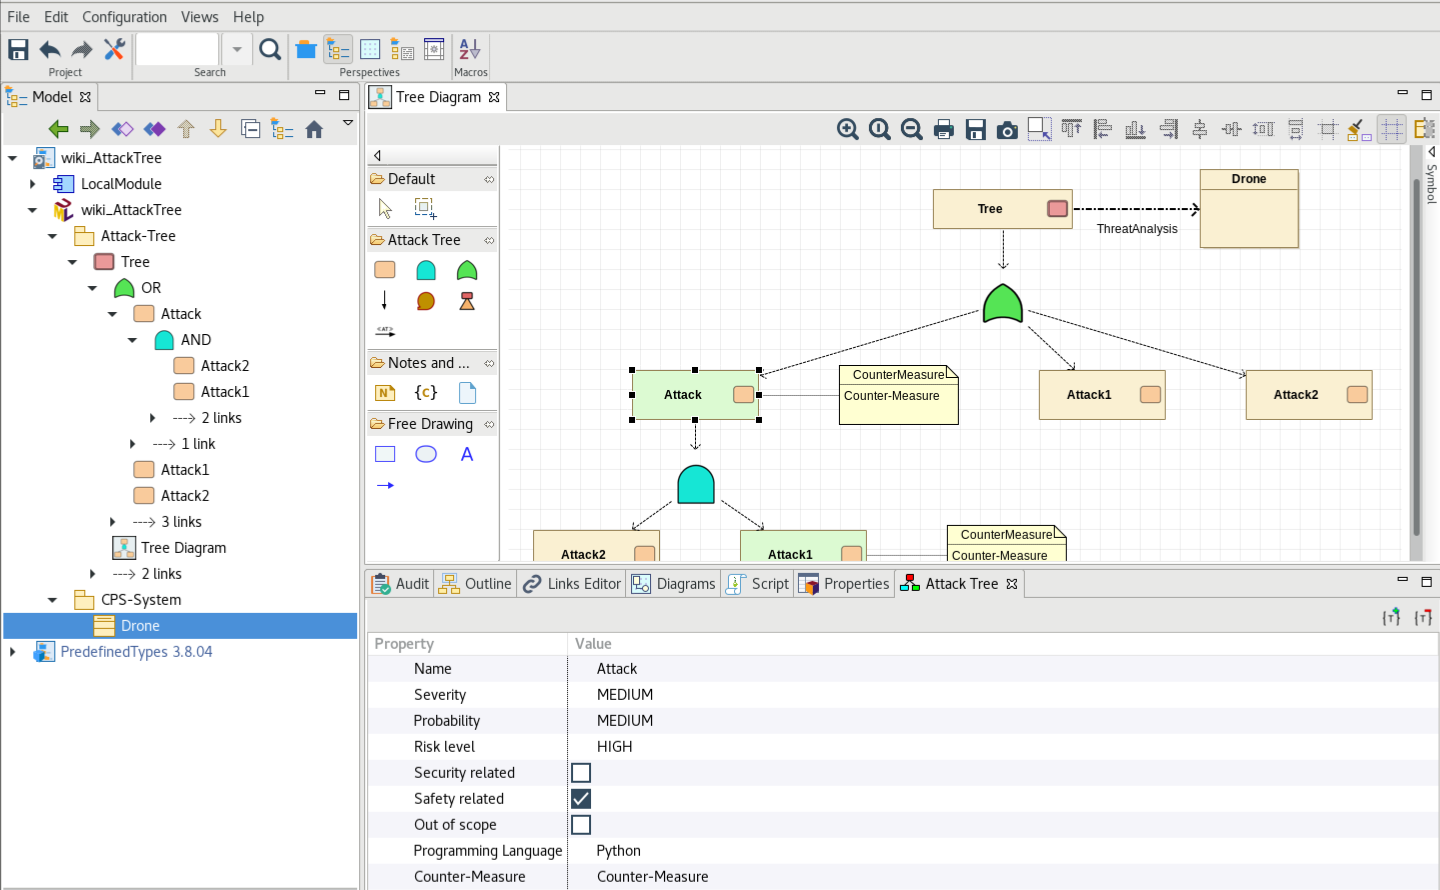 File Edit Configuration Views Help
Project Search Perspectives Macros
Model
wiki_AttackTree
LocalModule
wiki_AttackTree
Attack-Tree
Tree
OR
Attack
AND
Attack2
Attack1
2 links
1 link
Attack1
Attack2
3 links
Tree Diagram
2 links
CPS-System
Drone
PredefinedTypes 3.8.04
Tree Diagram
Default
Attack Tree
<AT>
Notes and ...
N
{C}
Free Drawing
A
Symbol
Drone
Tree
ThreatAnalysis
Attack
CounterMeasure
Counter-Measure
Attack1
Attack2
Attack2
Attack1
CounterMeasure
Counter-Measure
Audit Outline Links Editor Diagrams Script Properties Attack Tree
{T} {T}
Property Value
Name Attack
Severity MEDIUM
Probability MEDIUM
Risk level HIGH
Security related
Safety related
Out of scope
Programming Language Python
Counter-Measure Counter-Measure